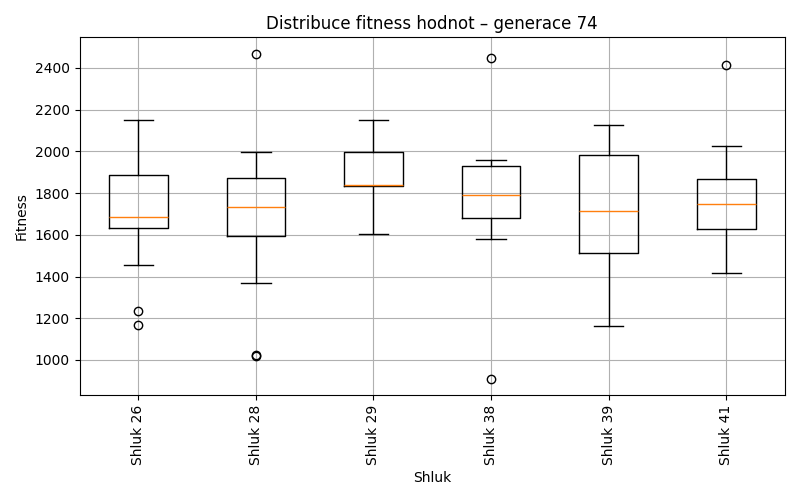 Distribuce fitness hodnot – generace 74
Fitness
2400
2200
2000
1800
1600
1400
1200
1000
Shluk 26
Shluk 28
Shluk 29
Shluk 38
Shluk 39
Shluk 41
Shluk